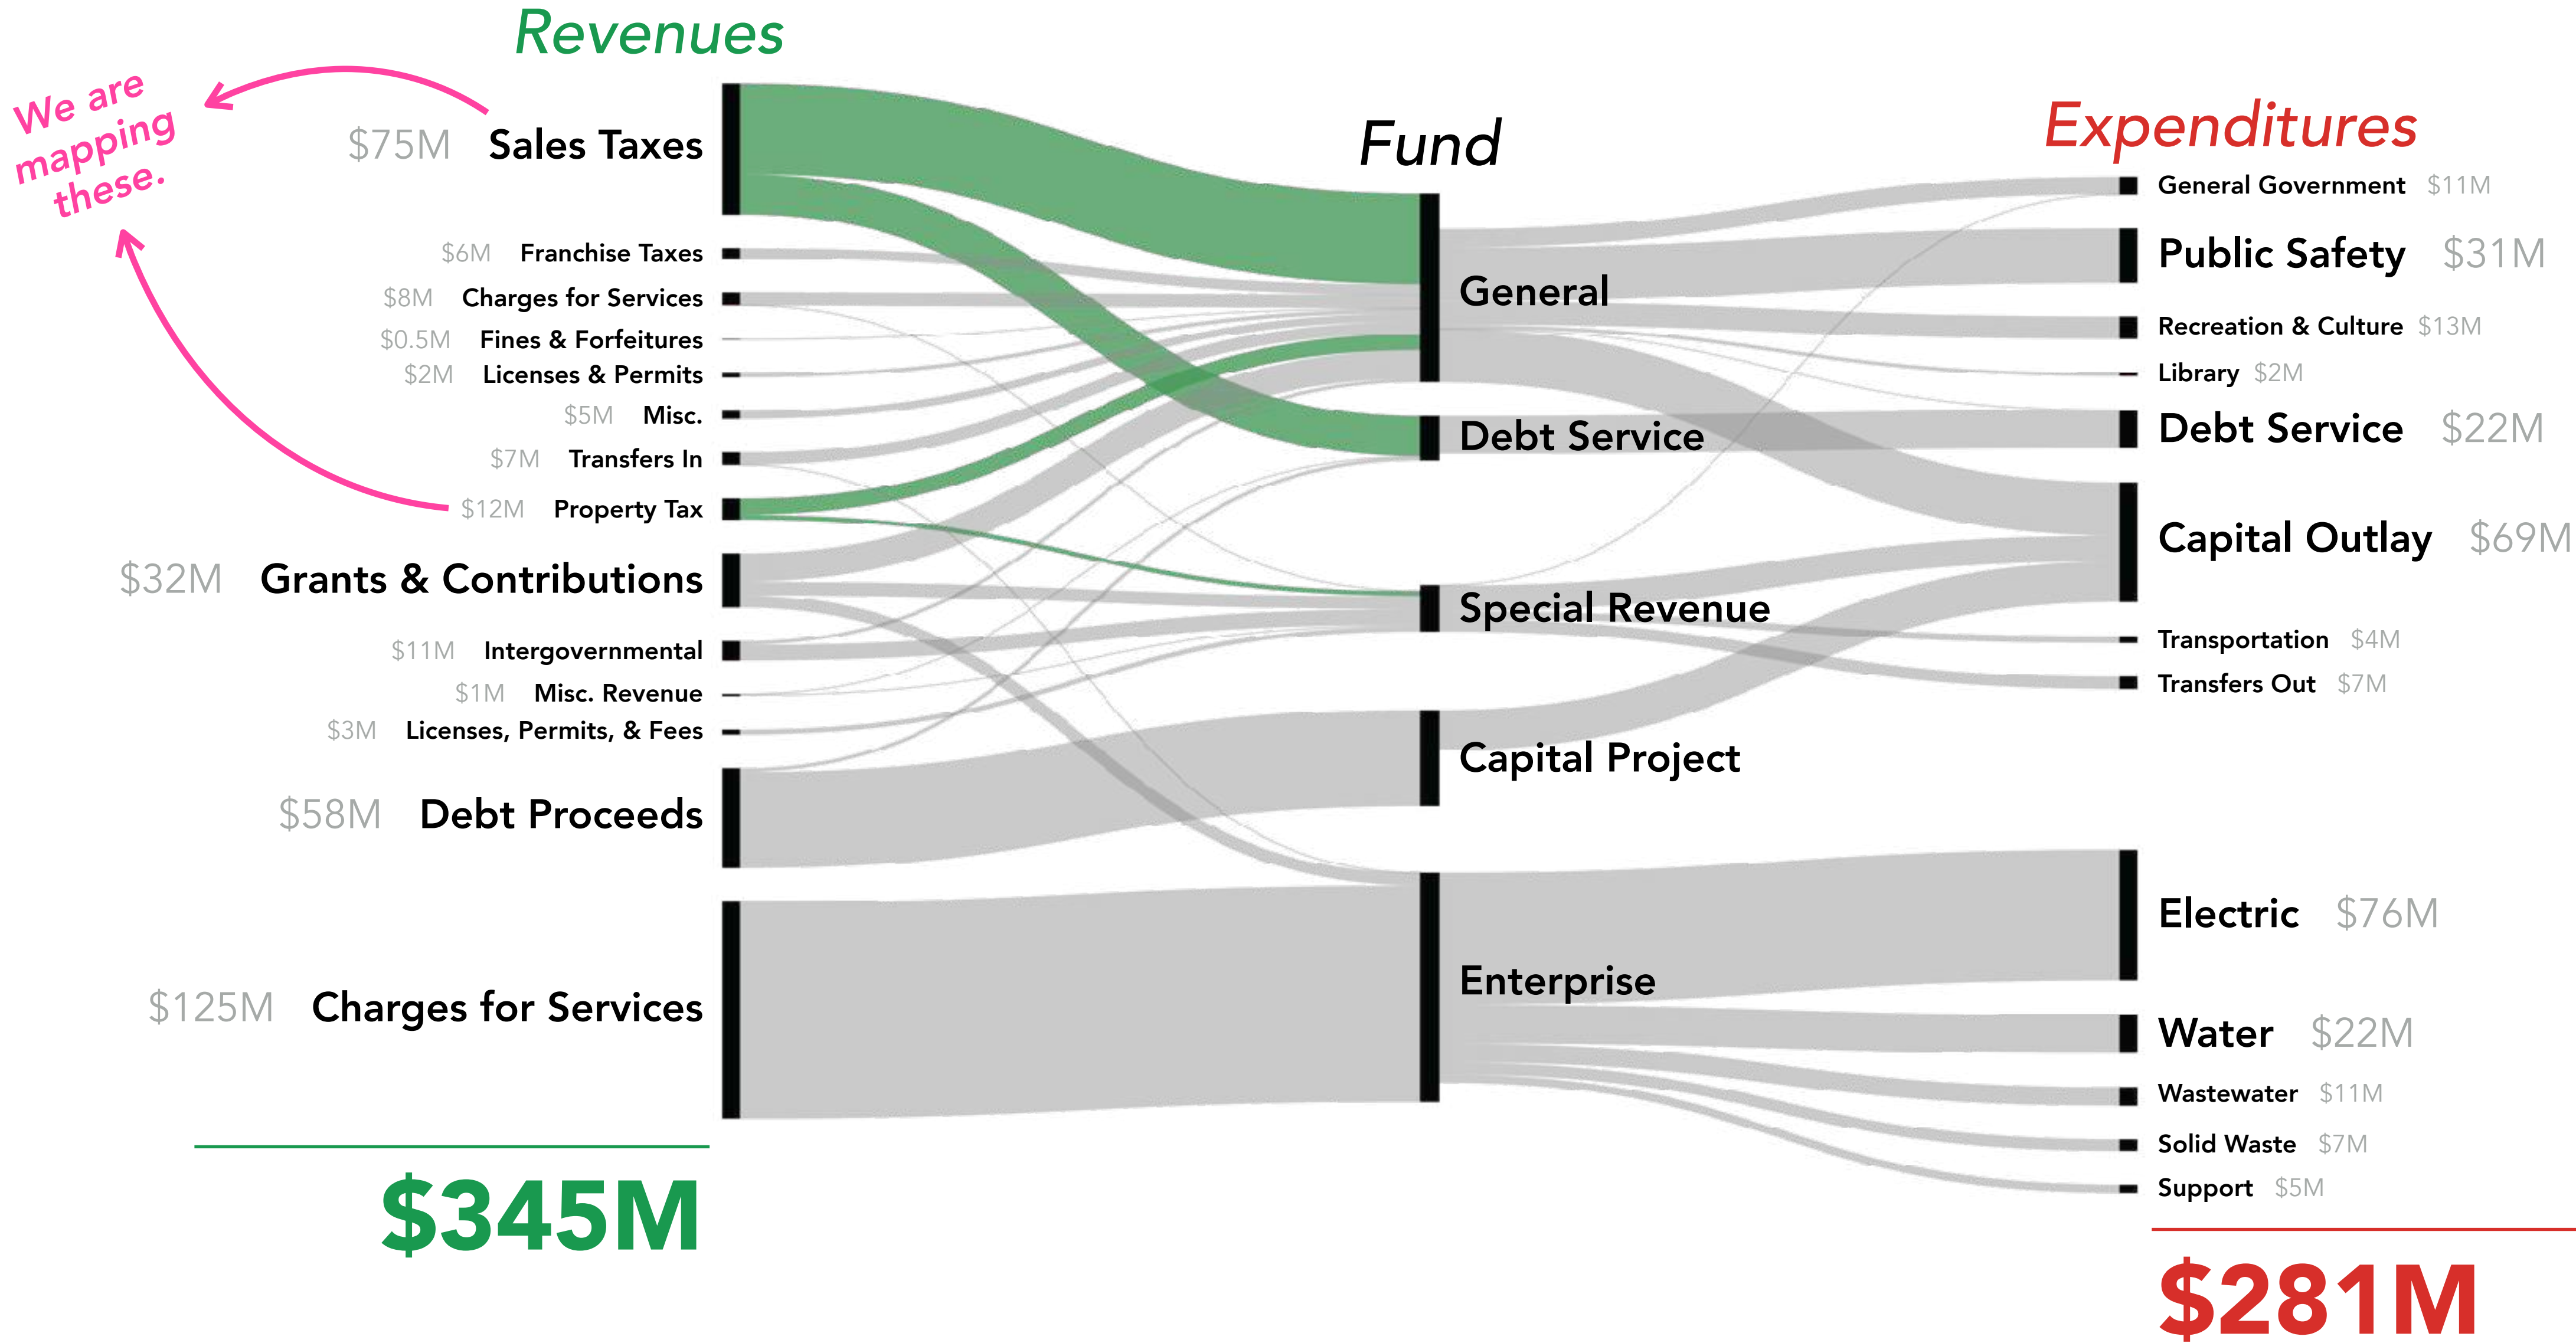 Revenues
We are
mapping
these.
$75M Sales Taxes
$6M Franchise Taxes
$8M Charges for Services
$0.5M Fines & Forfeitures
$2M Licenses & Permits
$5M Misc.
$7M Transfers In
$12M Property Tax
$32M Grants & Contributions
$11M Intergovernmental
$1M Misc. Revenue
$3M Licenses, Permits, & Fees
$58M Debt Proceeds
$125M Charges for Services
$345M
Fund
General
Debt Service
Special Revenue
Capital Project
Enterprise
Expenditures
General Government $11M
Public Safety $31M
Recreation & Culture $13M
Library $2M
Debt Service $22M
Capital Outlay $69M
Transportation $4M
Transfers Out $7M
Electric $76M
Water $22M
Wastewater $11M
Solid Waste $7M
Support $5M
$281M